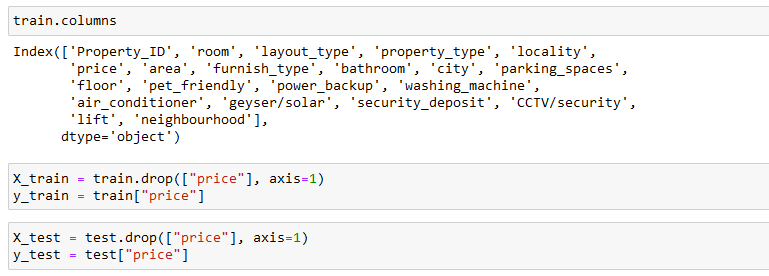 train.columns
Index(['Property_ID', 'room', 'layout_type', 'property_type', 'locality',
'price', 'area', 'furnish_type', 'bathroom', 'city', 'parking_spaces',
'floor', 'pet_friendly', 'power_backup', 'washing_machine',
'air_conditioner', 'geyser/solar', 'security_deposit', 'CCTV/security',
'lift', 'neighbourhood'],
dtype='object')
X_train = train.drop(["price"], axis=1)
y_train = train["price"]
X_test = test.drop(["price"], axis=1)
y_test = test["price"]